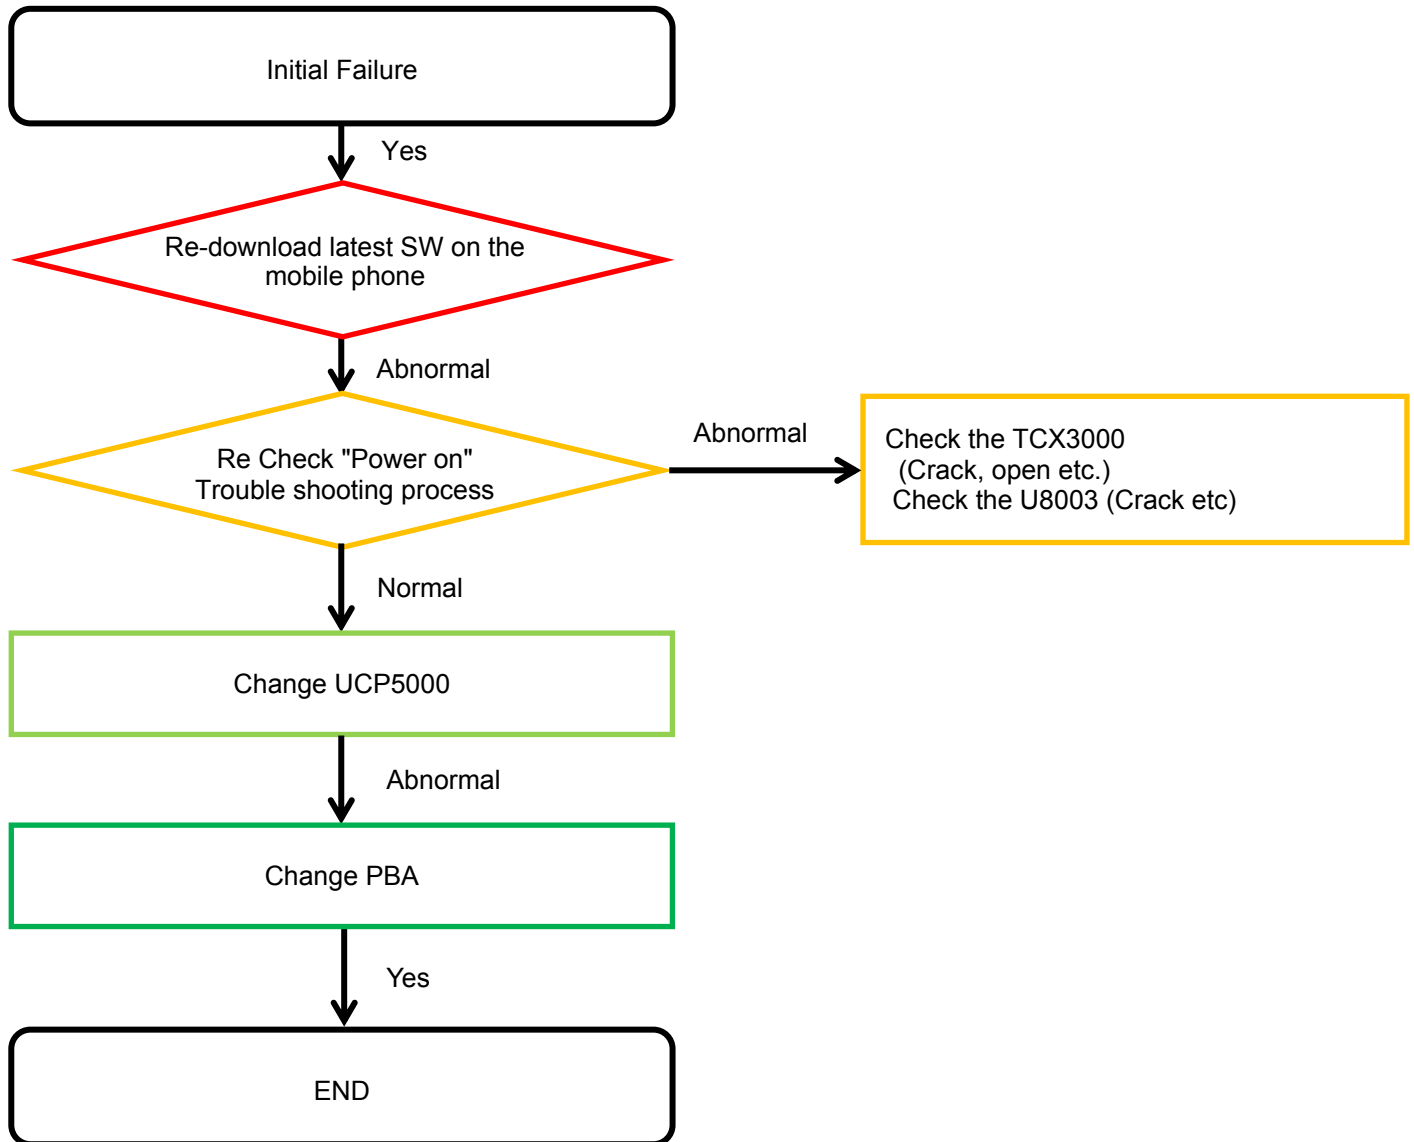 Initial Failure
Yes
Re-download latest SW on the
mobile phone
Abnormal
Re Check "Power on"
Trouble shooting process
Abnormal
Check the TCX3000
(Crack, open etc.)
Check the U8003 (Crack etc)
Normal
Change UCP5000
Abnormal
Change PBA
Yes
END